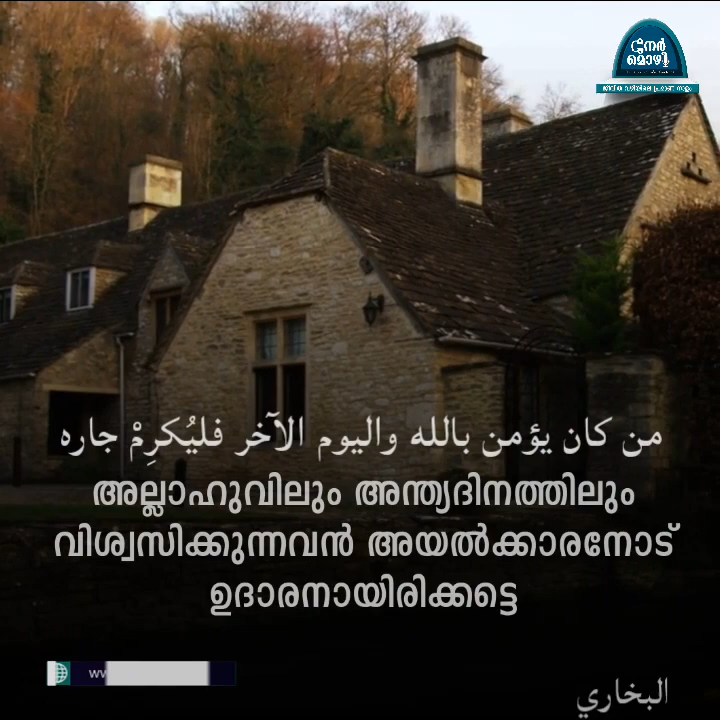 നേർ
മൊഴി
من كان يؤمن بالله واليوم الآخر فليُكرِمْ جاره
അല്ലാഹുവിലും അന്ത്യദിനത്തിലും
വിശ്വസിക്കുന്നവൻ അയൽക്കാരനോട്
ഉദാരനായിരിക്കട്ടെ
البخاري